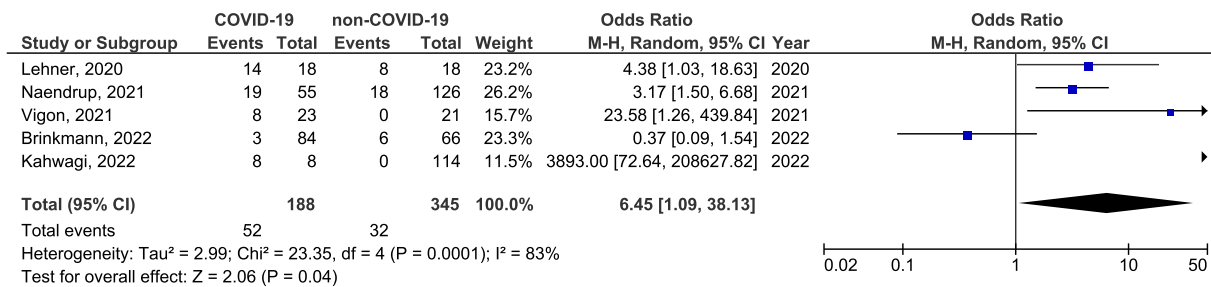 COVID-19 non-COVID-19 Odds Ratio Odds Ratio
Study or Subgroup Events Total Events Total Weight M-H, Random, 95% CI Year M-H, Random, 95% CI
Lehner, 2020 14 18 8 18 23.2% 4.38 [1.03, 18.63] 2020
Naendrup, 2021 19 55 18 126 26.2% 3.17 [1.50, 6.68] 2021
Vigon, 2021 8 23 0 21 15.7% 23.58 [1.26, 439.84] 2021
Brinkmann, 2022 3 84 6 66 23.3% 0.37 [0.09, 1.54] 2022
Kahwagi, 2022 8 8 0 114 11.5% 3893.00 [72.64, 208627.82] 2022
Total (95% CI) 188 345 100.0% 6.45 [1.09, 38.13]
Total events 52 32
Heterogeneity: Tau² = 2.99; Chi² = 23.35, df = 4 (P = 0.0001); I² = 83%
Test for overall effect: Z = 2.06 (P = 0.04)
0.02 0.1 1 10 50